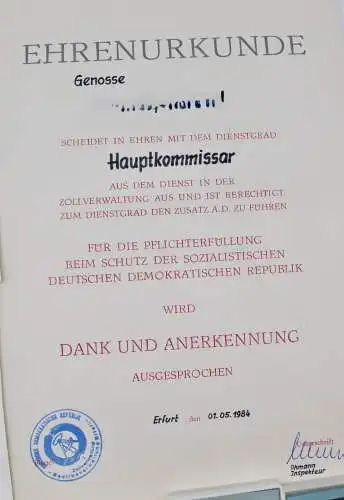 EHRENURKUNDE
Genosse
SCHEIDET IN EHREN MIT DEM DIENSTGRAD
Hauptkommissar
AUS DEM DIENST IN DER
ZOLLVERWALTUNG AUS UND IST BERECHTIGT
ZUM DIENSTGRAD DEN ZUSATZ A.D. ZU FÜHREN
FÜR DIE PFLICHTERFÜLLUNG
BEIM SCHUTZ DER SOZIALISTISCHEN
DEUTSCHEN DEMOKRATISCHEN REPUBLIK
WIRD
DANK UND ANERKENNUNG
AUSGESPROCHEN
Erfurt den 01.05.1984
Ohmann
Inspekteur